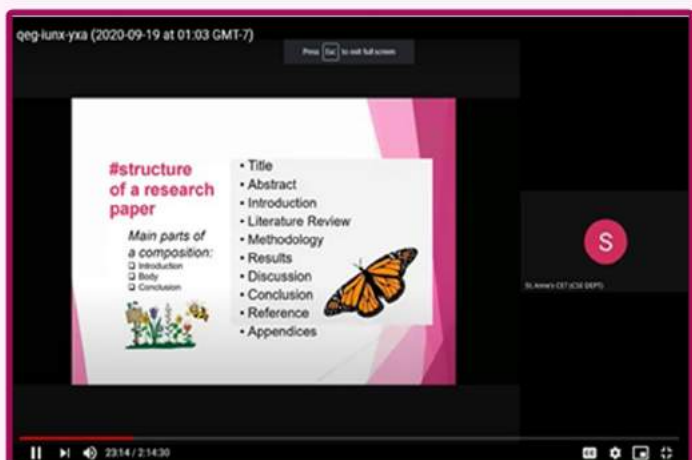 qeg-iunx-yxa (2020-09-19 at 01:03 GMT-7)
Press Esc to exit full screen
#structure
of a research
paper
Main parts of
a composition:
❑ Introduction
❑ Body
❑ Conclusion
• Title
• Abstract
• Introduction
• Literature Review
• Methodology
• Results
• Discussion
• Conclusion
• Reference
• Appendices
S
St. Anne's CET (CSE DEPT)
23:14 / 2:14:30